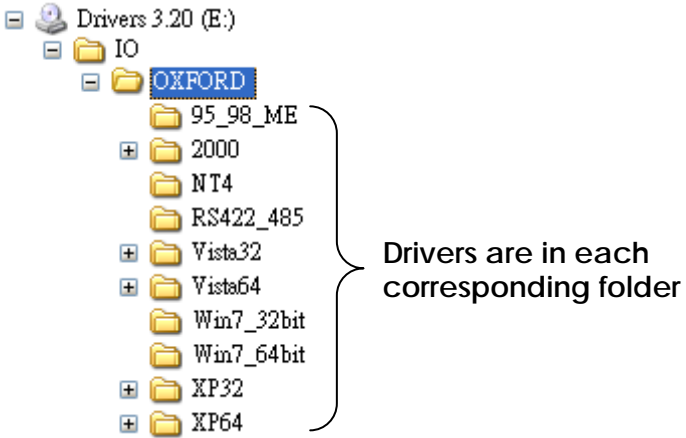 Drivers 3.20 (E:)
IO
OXFORD
95_98_ME
2000
NT4
RS422_485
Vista32
Vista64
Win7_32bit
Win7_64bit
XP32
XP64
Drivers are in each
corresponding folder